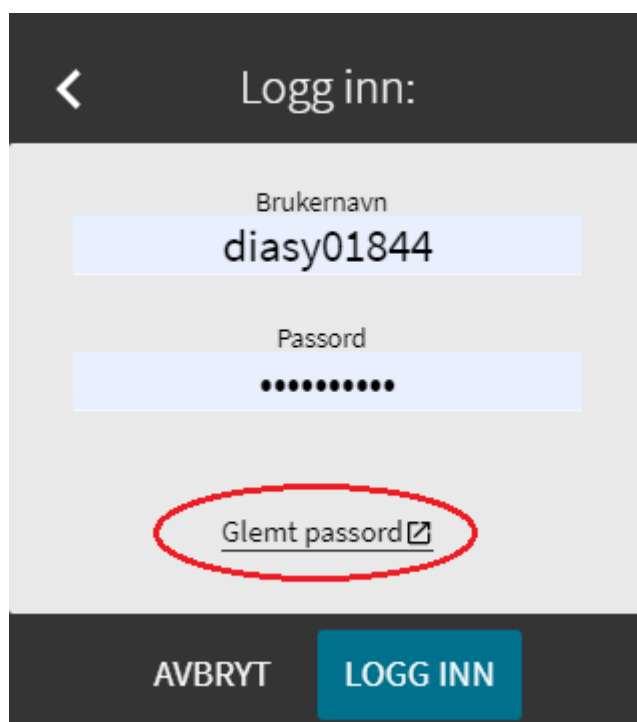 Logg inn:
Brukernavn
diasy01844
Passord
••••••••••
Glemt passord
AVBRYT LOGG INN